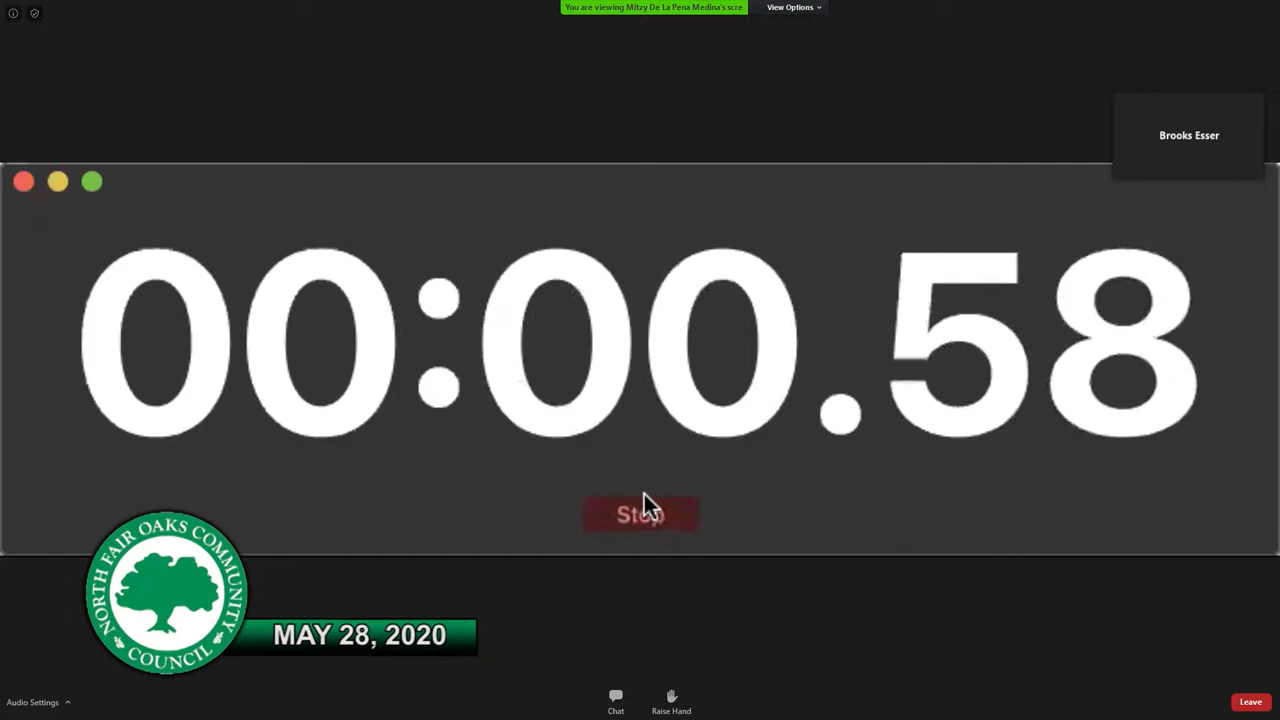 You are viewing Mitzy De La Pena Medina's scre
View Options
Brooks Esser
00:00.58
Stop
NORTH FAIR OAKS COMMUNITY
COUNCIL
MAY 28, 2020
Audio Settings
Chat
Raise Hand
Leave